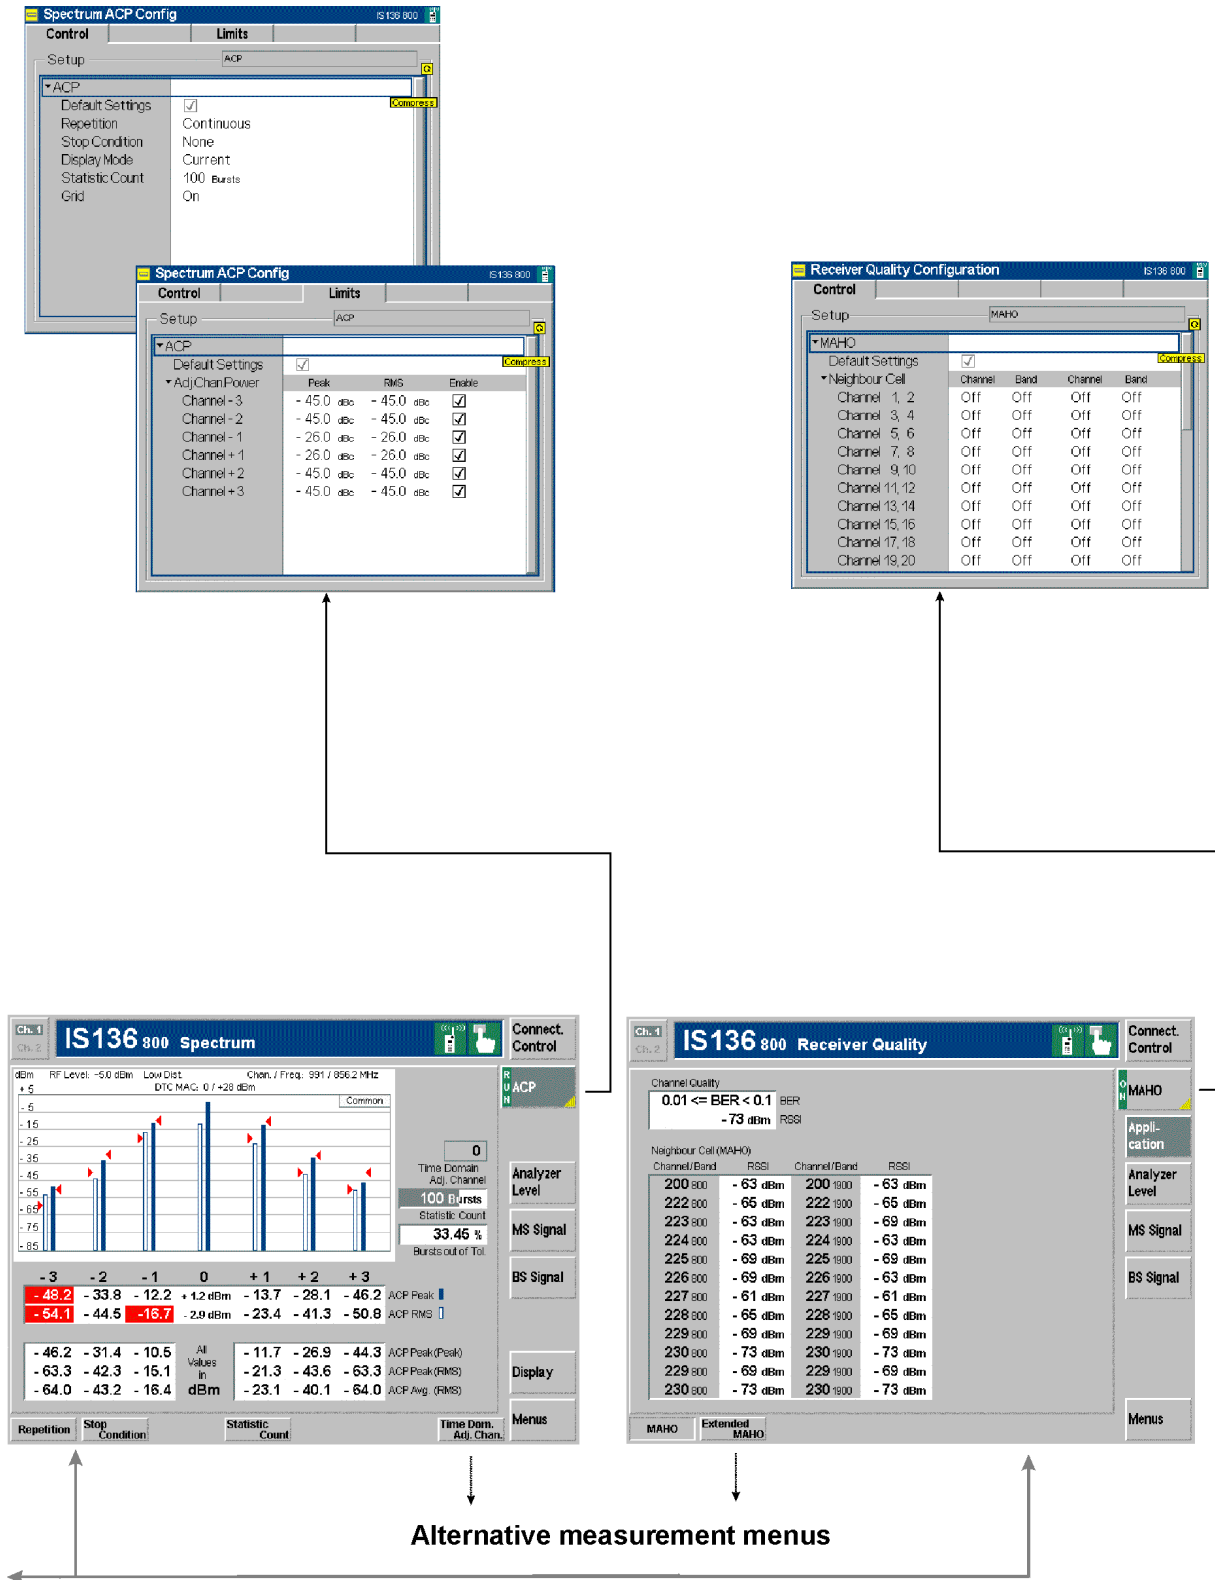 Spectrum ACP Config IS136 800
Control Limits
Setup ACP
ACP
Compress
Default Settings
Repetition Continuous
Stop Condition None
Display Mode Current
Statistic Count 100 Bursts
Grid On
Spectrum ACP Config IS136 800
Control Limits
Setup ACP
ACP
Compress
Default Settings
Adj.Chan.Power Peak RMS Enable
Channel - 3 - 45.0 dBc - 45.0 dBc
Channel - 2 - 45.0 dBc - 45.0 dBc
Channel - 1 - 26.0 dBc - 26.0 dBc
Channel + 1 - 26.0 dBc - 26.0 dBc
Channel + 2 - 45.0 dBc - 45.0 dBc
Channel + 3 - 45.0 dBc - 45.0 dBc
Receiver Quality Configuration IS136 800
Control
Setup MAHO
MAHO
Compress
Default Settings
Neighbour Cell Channel Band Channel Band
Channel 1, 2 Off Off Off Off
Channel 3, 4 Off Off Off Off
Channel 5, 6 Off Off Off Off
Channel 7, 8 Off Off Off Off
Channel 9, 10 Off Off Off Off
Channel 11, 12 Off Off Off Off
Channel 13, 14 Off Off Off Off
Channel 15, 16 Off Off Off Off
Channel 17, 18 Off Off Off Off
Channel 19, 20 Off Off Off Off
Ch. 1
Ch. 2
IS136 800 Spectrum
Connect. Control
dBm RF Level: -5.0 dBm Low Dist. Chan. / Freq.: 991 / 856.2 MHz
DTC MAC: 0 / +28 dBm
RUN ACP
Common
+ 5
- 5
- 15
- 25
- 35
- 45
- 55
- 65
- 75
- 85
0
Time Domain
Adj. Channel
100 Bursts
Statistic Count
33.45 %
Bursts out of Tol.
Analyzer Level
MS Signal
BS Signal
- 3 - 2 - 1 0 + 1 + 2 + 3
- 48.2 - 33.8 - 12.2 + 1.2 dBm - 13.7 - 28.1 - 46.2 ACP Peak
- 54.1 - 44.5 -16.7 - 2.9 dBm - 23.4 - 41.3 - 50.8 ACP RMS
All Values in dBm
- 46.2 - 31.4 - 10.5 - 11.7 - 26.9 - 44.3 ACP Peak (Peak)
- 63.3 - 42.3 - 15.1 - 21.3 - 43.6 - 63.3 ACP Peak (RMS)
- 64.0 - 43.2 - 16.4 - 23.1 - 40.1 - 64.0 ACP Avg. (RMS)
Display
Menus
Repetition Stop Condition Statistic Count Time Dom. Adj. Chan.
Ch. 1
Ch. 2
IS136 800 Receiver Quality
Connect. Control
Channel Quality
0.01 <= BER < 0.1 BER
- 73 dBm RSSI
ON MAHO
Appli- cation
Analyzer Level
MS Signal
BS Signal
Neighbour Cell (MAHO)
Channel/Band RSSI Channel/Band RSSI
200 800 - 63 dBm 200 1900 - 63 dBm
222 800 - 65 dBm 222 1900 - 65 dBm
223 800 - 63 dBm 223 1900 - 69 dBm
224 800 - 63 dBm 224 1900 - 63 dBm
225 800 - 69 dBm 225 1900 - 69 dBm
226 800 - 69 dBm 226 1900 - 63 dBm
227 800 - 61 dBm 227 1900 - 61 dBm
228 800 - 65 dBm 228 1900 - 65 dBm
229 800 - 69 dBm 229 1900 - 69 dBm
230 800 - 73 dBm 230 1900 - 73 dBm
229 800 - 69 dBm 229 1900 - 69 dBm
230 800 - 73 dBm 230 1900 - 73 dBm
Menus
MAHO Extended MAHO
Alternative measurement menus